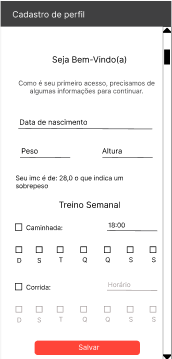 Cadastro de perfil
Seja Bem-Vindo(a)
Como é seu primeiro acesso, precisamos de
algumas informações para continuar.
Data de nascimento
Peso Altura
Seu imc é de: 28,0 o que indica um
sobrepeso
Treino Semanal
Caminhada: 18:00
D S T Q Q S S
Corrida: Horário
D S T Q Q S S
Salvar